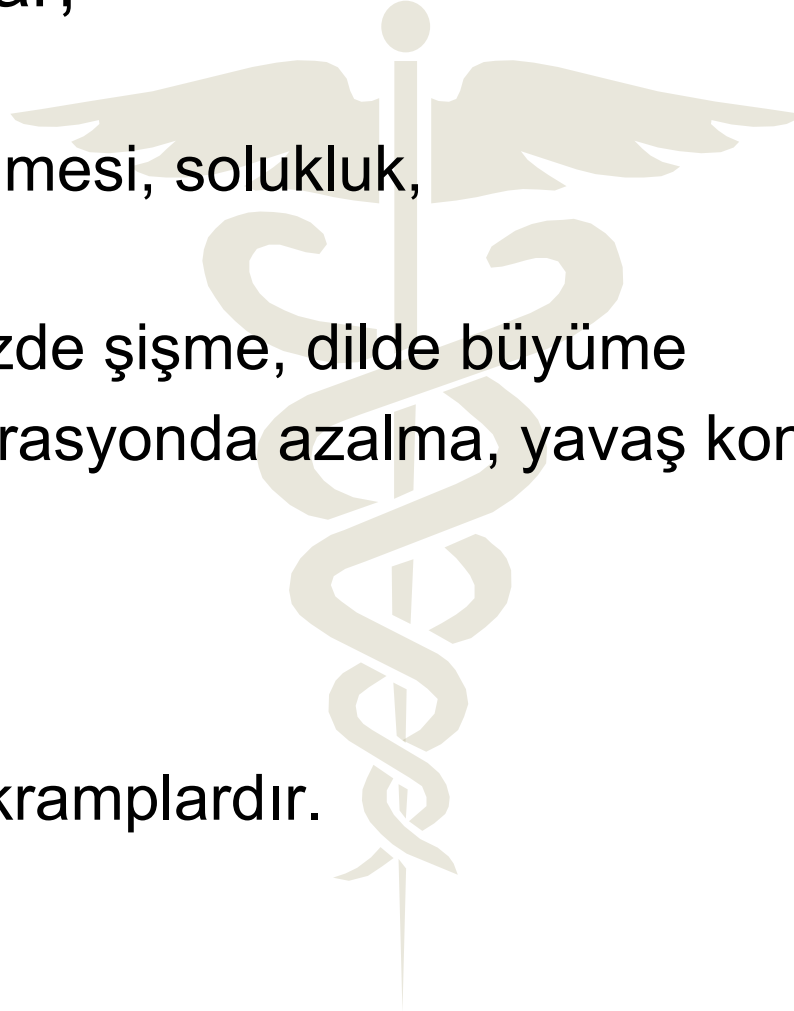 mesi, solukluk,
zde şişme, dilde büyüme
rasyonda azalma, yavaş kon
kramplardır.